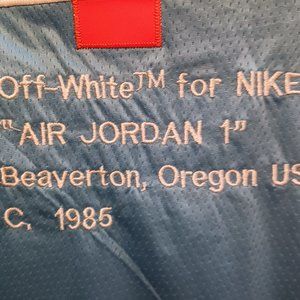 Off-White™ for NIKE
"AIR JORDAN 1"
Beaverton, Oregon US
C, 1985